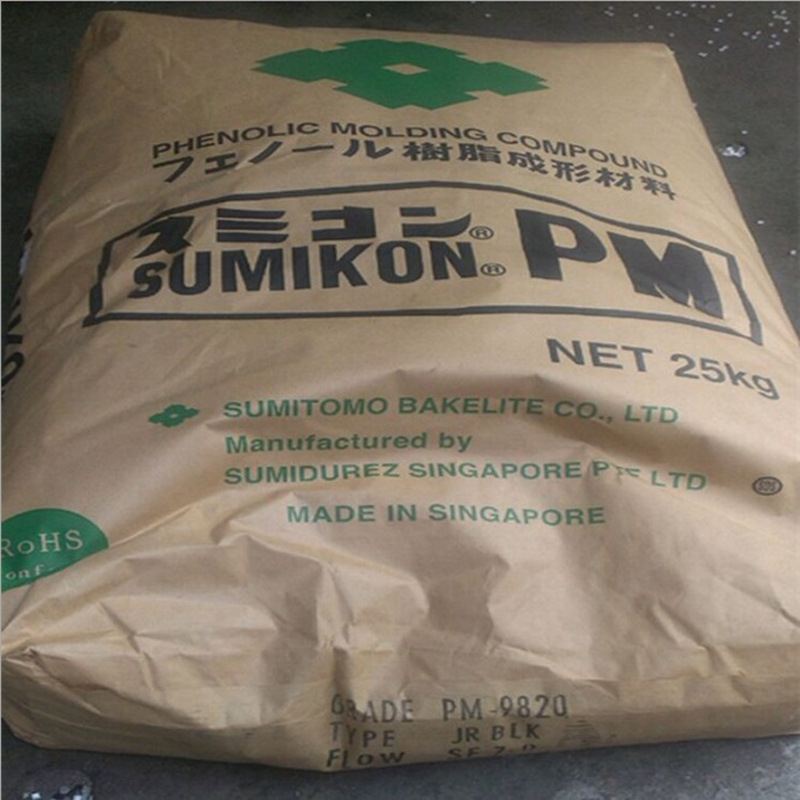 PHENOLIC MOLDING COMPOUND
フェノール樹脂成形材料
スミコン® PM
SUMIKON®
NET 25kg
SUMITOMO BAKELITE CO., LTD
Manufactured by
SUMIDUREZ SINGAPORE PTE LTD
MADE IN SINGAPORE
RoHS
GRADE PM-9820
TYPE JR BLK
FLOW